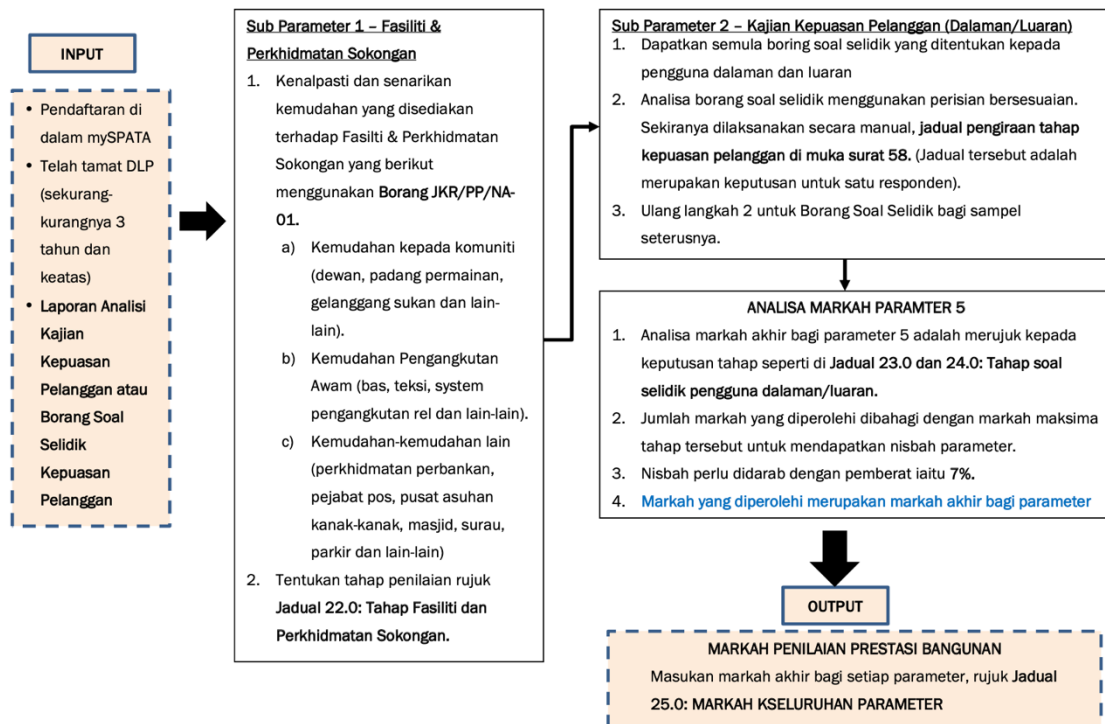 INPUT
• Pendaftaran di
dalam mySPATA
• Telah tamat DLP
(sekurang-
kurangnya 3
tahun dan
keatas)
• Laporan Analisi
Kajian
Kepuasan
Pelanggan atau
Borang Soal
Selidik
Kepuasan
Pelanggan
Sub Parameter 1 – Fasiliti &
Perkhidmatan Sokongan
1. Kenalpasti dan senarikan
kemudahan yang disediakan
terhadap Fasilti & Perkhidmatan
Sokongan yang berikut
menggunakan Borang JKR/PP/NA-
01.
a) Kemudahan kepada komuniti
(dewan, padang permainan,
gelanggang sukan dan lain-
lain).
b) Kemudahan Pengangkutan
Awam (bas, teksi, system
pengangkutan rel dan lain-lain).
c) Kemudahan-kemudahan lain
(perkhidmatan perbankan,
pejabat pos, pusat asuhan
kanak-kanak, masjid, surau,
parkir dan lain-lain)
2. Tentukan tahap penilaian rujuk
Jadual 22.0: Tahap Fasiliti dan
Perkhidmatan Sokongan.
Sub Parameter 2 – Kajian Kepuasan Pelanggan (Dalaman/Luaran)
1. Dapatkan semula boring soal selidik yang ditentukan kepada
pengguna dalaman dan luaran
2. Analisa borang soal selidik menggunakan perisian bersesuaian.
Sekiranya dilaksanakan secara manual, jadual pengiraan tahap
kepuasan pelanggan di muka surat 58. (Jadual tersebut adalah
merupakan keputusan untuk satu responden).
3. Ulang langkah 2 untuk Borang Soal Selidik bagi sampel
seterusnya.
ANALISA MARKAH PARAMTER 5
1. Analisa markah akhir bagi parameter 5 adalah merujuk kepada
keputusan tahap seperti di Jadual 23.0 dan 24.0: Tahap soal
selidik pengguna dalaman/luaran.
2. Jumlah markah yang diperolehi dibahagi dengan markah maksima
tahap tersebut untuk mendapatkan nisbah parameter.
3. Nisbah perlu didarab dengan pemberat iaitu 7%.
4. Markah yang diperolehi merupakan markah akhir bagi parameter
OUTPUT
MARKAH PENILAIAN PRESTASI BANGUNAN
Masukan markah akhir bagi setiap parameter, rujuk Jadual
25.0: MARKAH KSELURUHAN PARAMETER